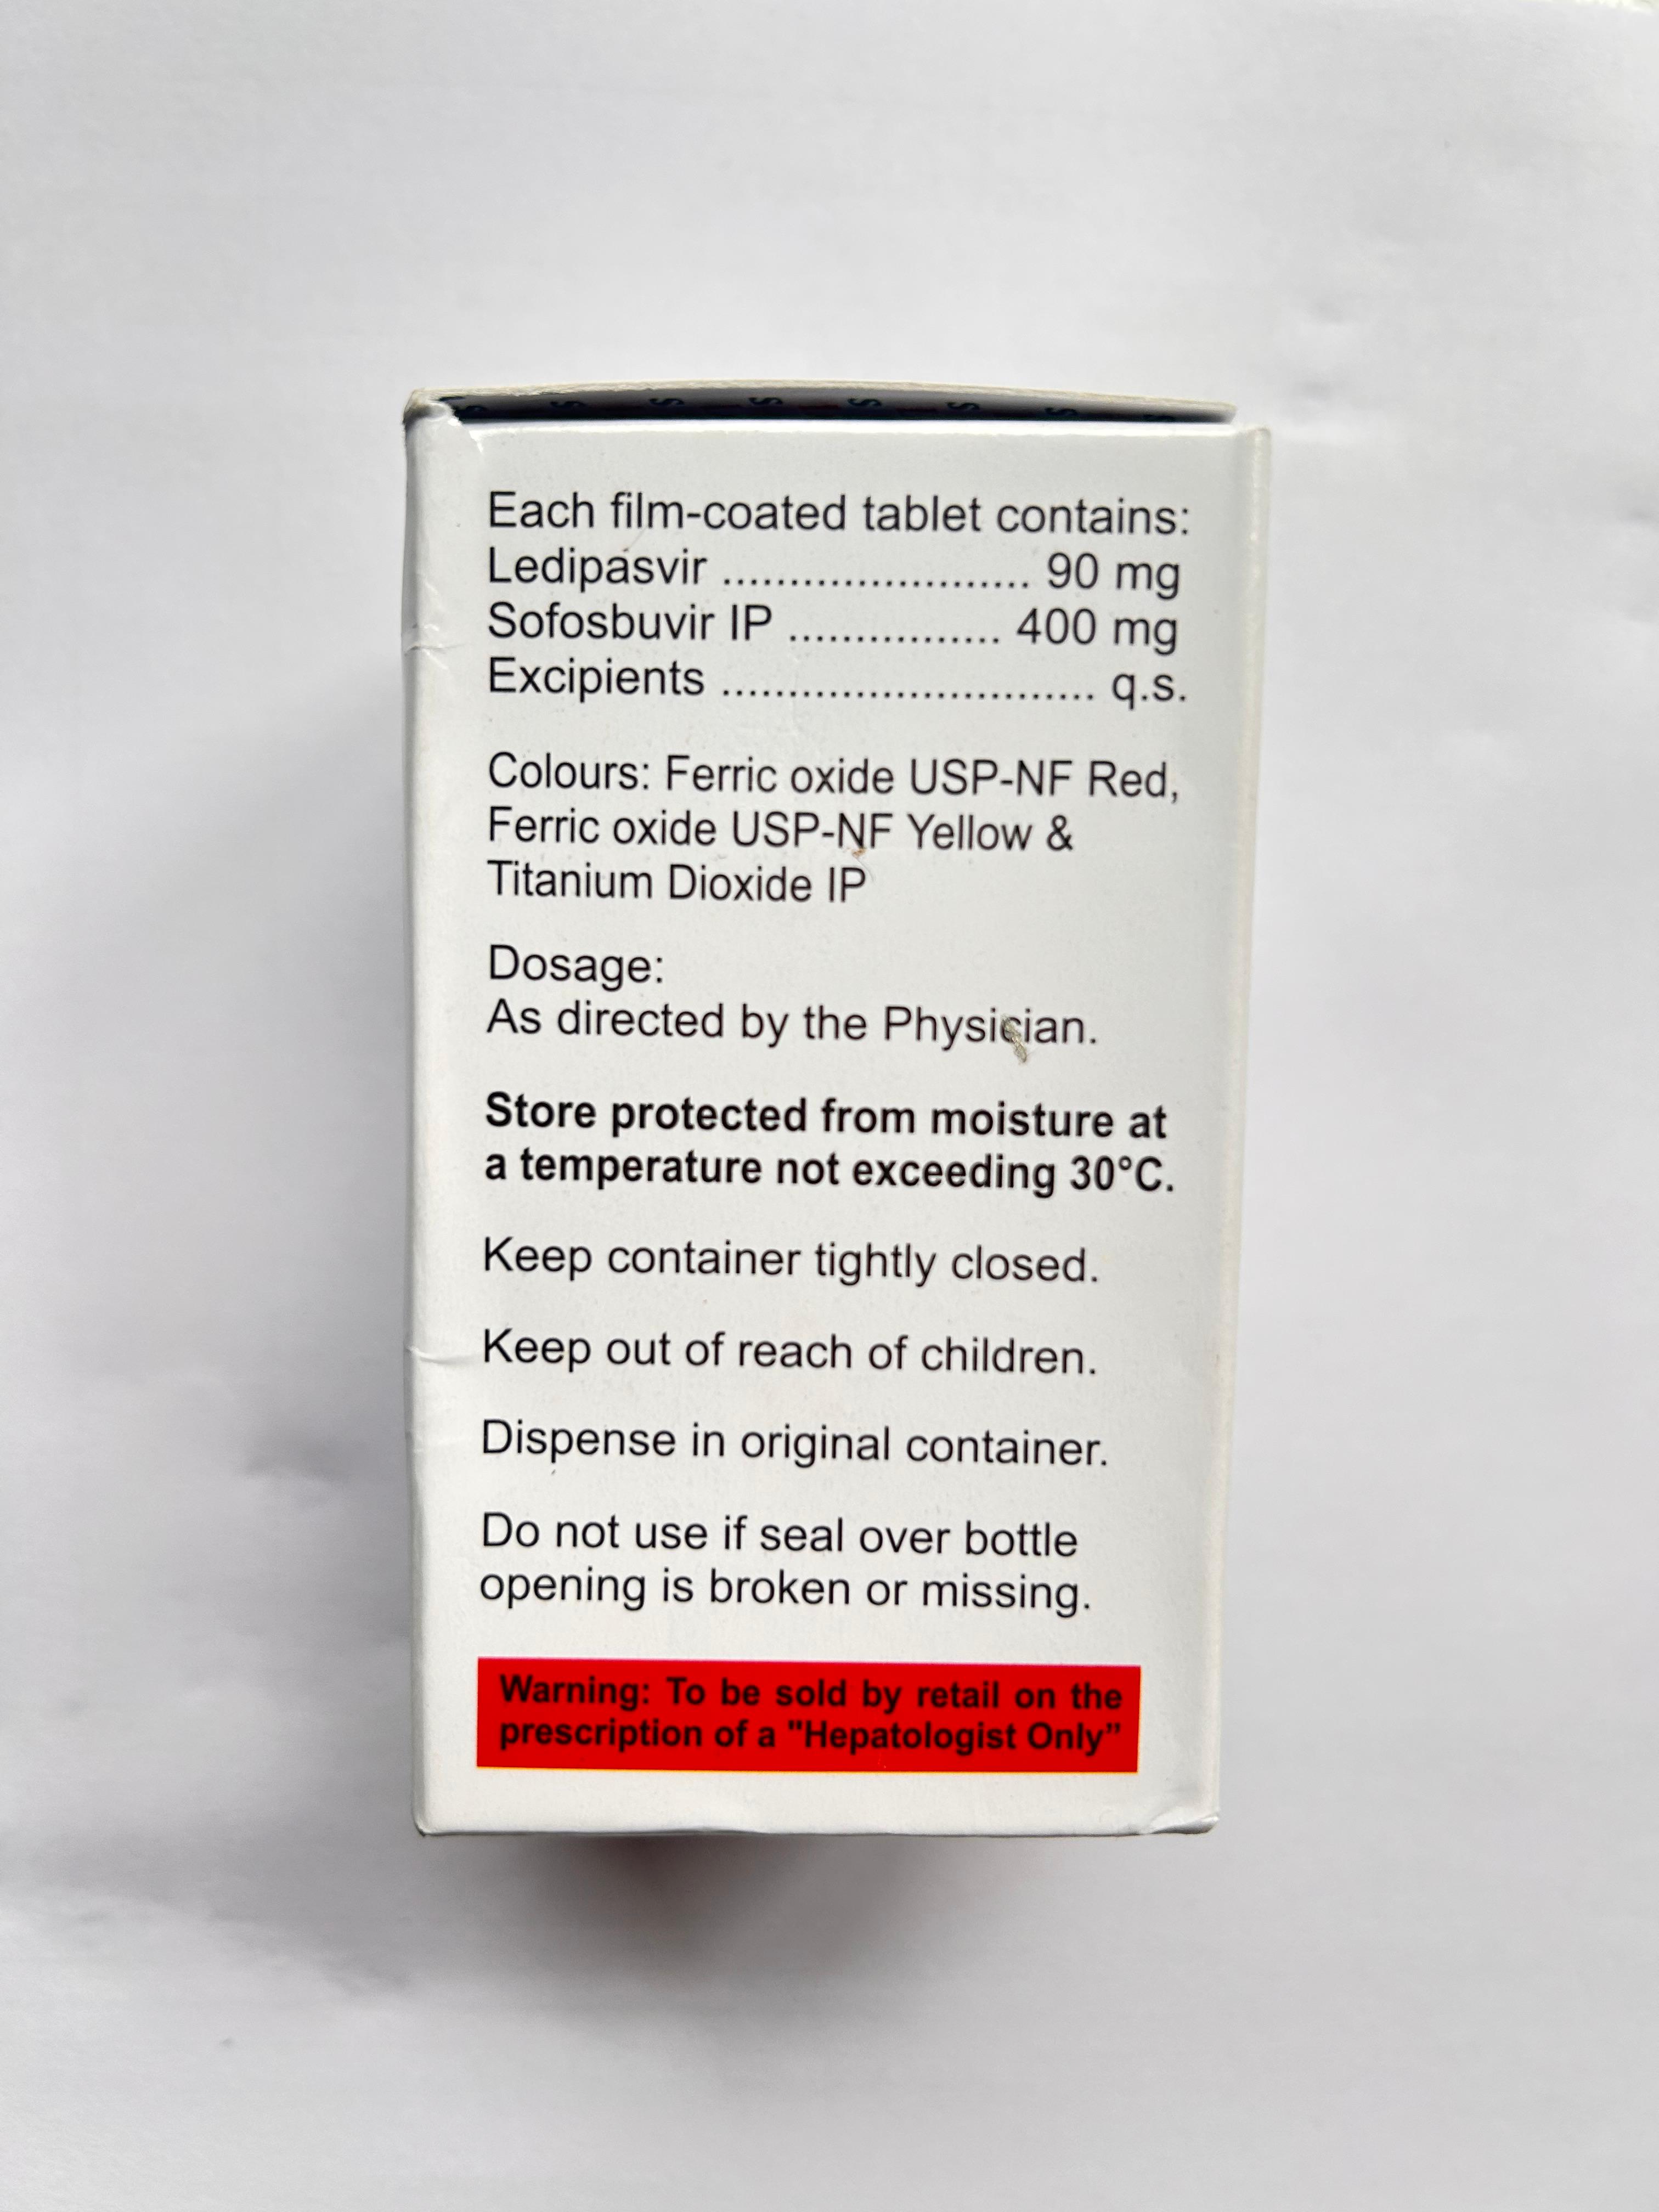 Each film-coated tablet contains:
Ledipasvir ....................... 90 mg
Sofosbuvir IP ................ 400 mg
Excipients ............................ q.s.
Colours: Ferric oxide USP-NF Red,
Ferric oxide USP-NF Yellow &
Titanium Dioxide IP
Dosage:
As directed by the Physician.
Store protected from moisture at
a temperature not exceeding 30°C.
Keep container tightly closed.
Keep out of reach of children.
Dispense in original container.
Do not use if seal over bottle
opening is broken or missing.
Warning: To be sold by retail on the
prescription of a "Hepatologist Only”